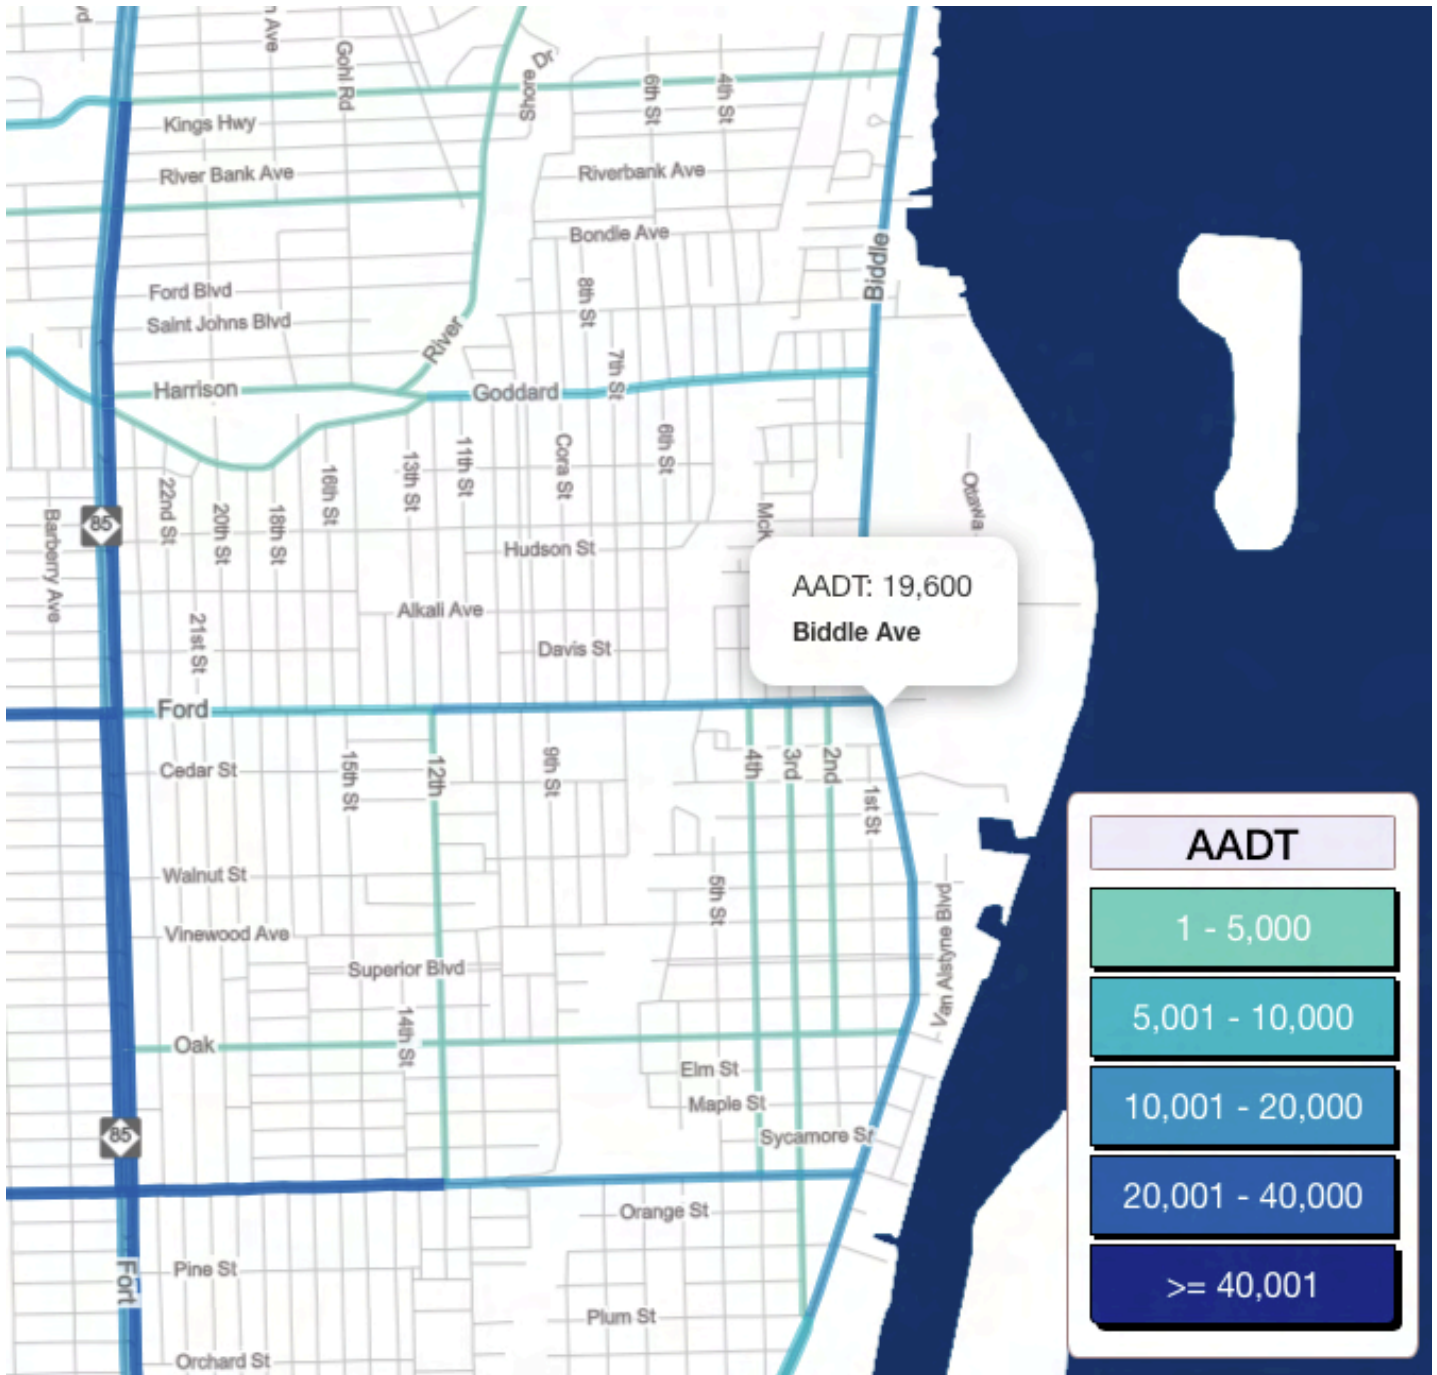 Gohl Rd
Dr
Shore
6th St
4th St
Kings Hwy
River Bank Ave
Riverbank Ave
Bondle Ave
Biddle
Ford Blvd
Saint Johns Blvd
8th St
River
7th St
Harrison
Goddard
22nd St
20th St
18th St
16th St
13th St
11th St
Cora St
6th St
85
Barberry Ave
Hudson St
AADT: 19,600
Biddle Ave
Alkali Ave
21st St
Davis St
Ford
Cedar St
15th St
12th
9th St
4th
3rd
2nd
1st St
AADT
Walnut St
5th St
Van Alstyne Blvd
1 - 5,000
Vinewood Ave
Superior Blvd
5,001 - 10,000
Oak
14th St
Elm St
Maple St
10,001 - 20,000
85
Sycamore St
20,001 - 40,000
Orange St
Fort
Pine St
>= 40,001
Plum St
Orchard St